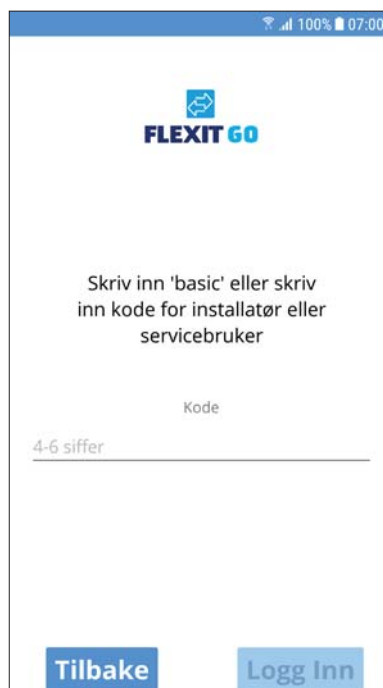 100% 07:00
FLEXIT GO
Skriv inn 'basic' eller skriv
inn kode for installatør eller
servicebruker
Kode
4-6 siffer
Tilbake
Logg Inn